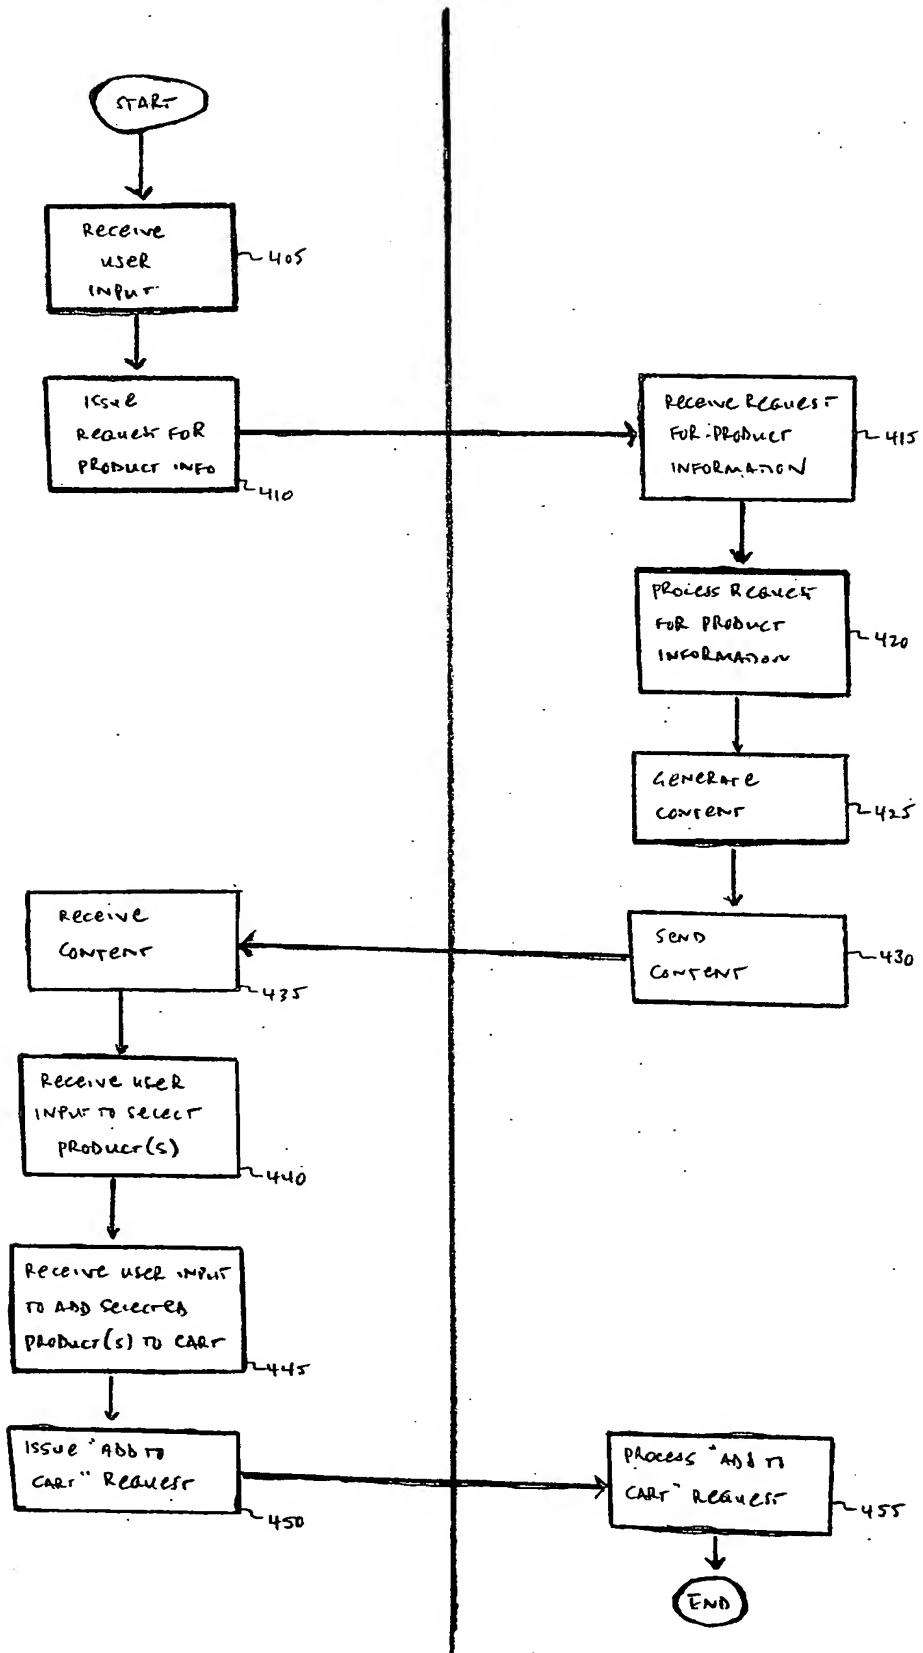 START
RECEIVE
USER
INPUT
405
ISSUE
REQUEST FOR
PRODUCT INFO
410
RECEIVE REQUEST
FOR PRODUCT
INFORMATION
415
PROCESS REQUEST
FOR PRODUCT
INFORMATION
420
GENERATE
CONTENT
425
SEND
CONTENT
430
RECEIVE
CONTENT
435
RECEIVE USER
INPUT TO SELECT
PRODUCT(S)
440
RECEIVE USER INPUT
TO ADD SELECTED
PRODUCT(S) TO CART
445
ISSUE "ADD TO
CART" REQUEST
450
PROCESS "ADD TO
CART" REQUEST
455
END